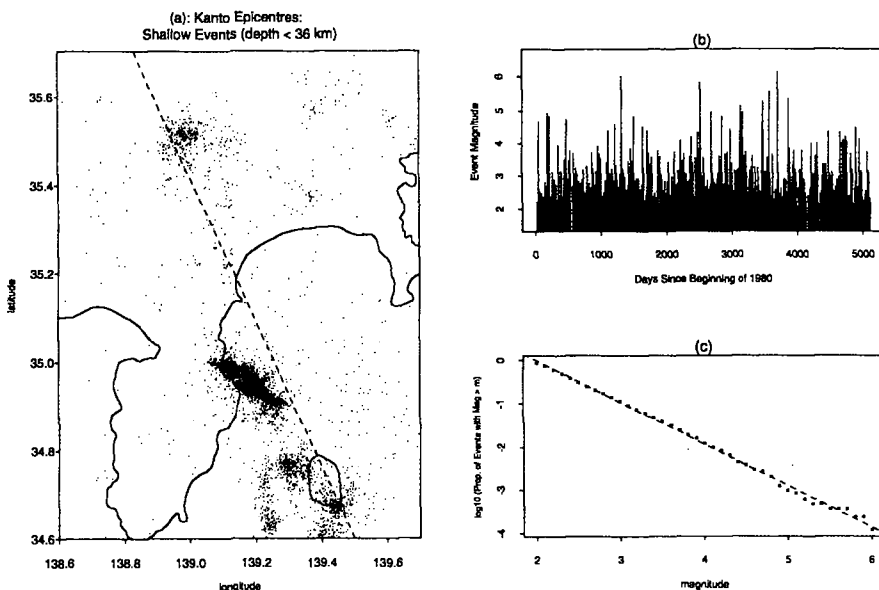 (a): Kanto Epicentres:
Shallow Events (depth < 36 km)
latitude
35.6
35.4
35.2
35.0
34.8
34.6
138.6 138.8 139.0 139.2 139.4 139.6
longitude
(b)
Event Magnitude
6
5
4
3
2
0 1000 2000 3000 4000 5000
Days Since Beginning of 1980
(c)
log10 (Prop. of Events with Mag > m)
0
-1
-2
-3
-4
2 3 4 5 6
magnitude